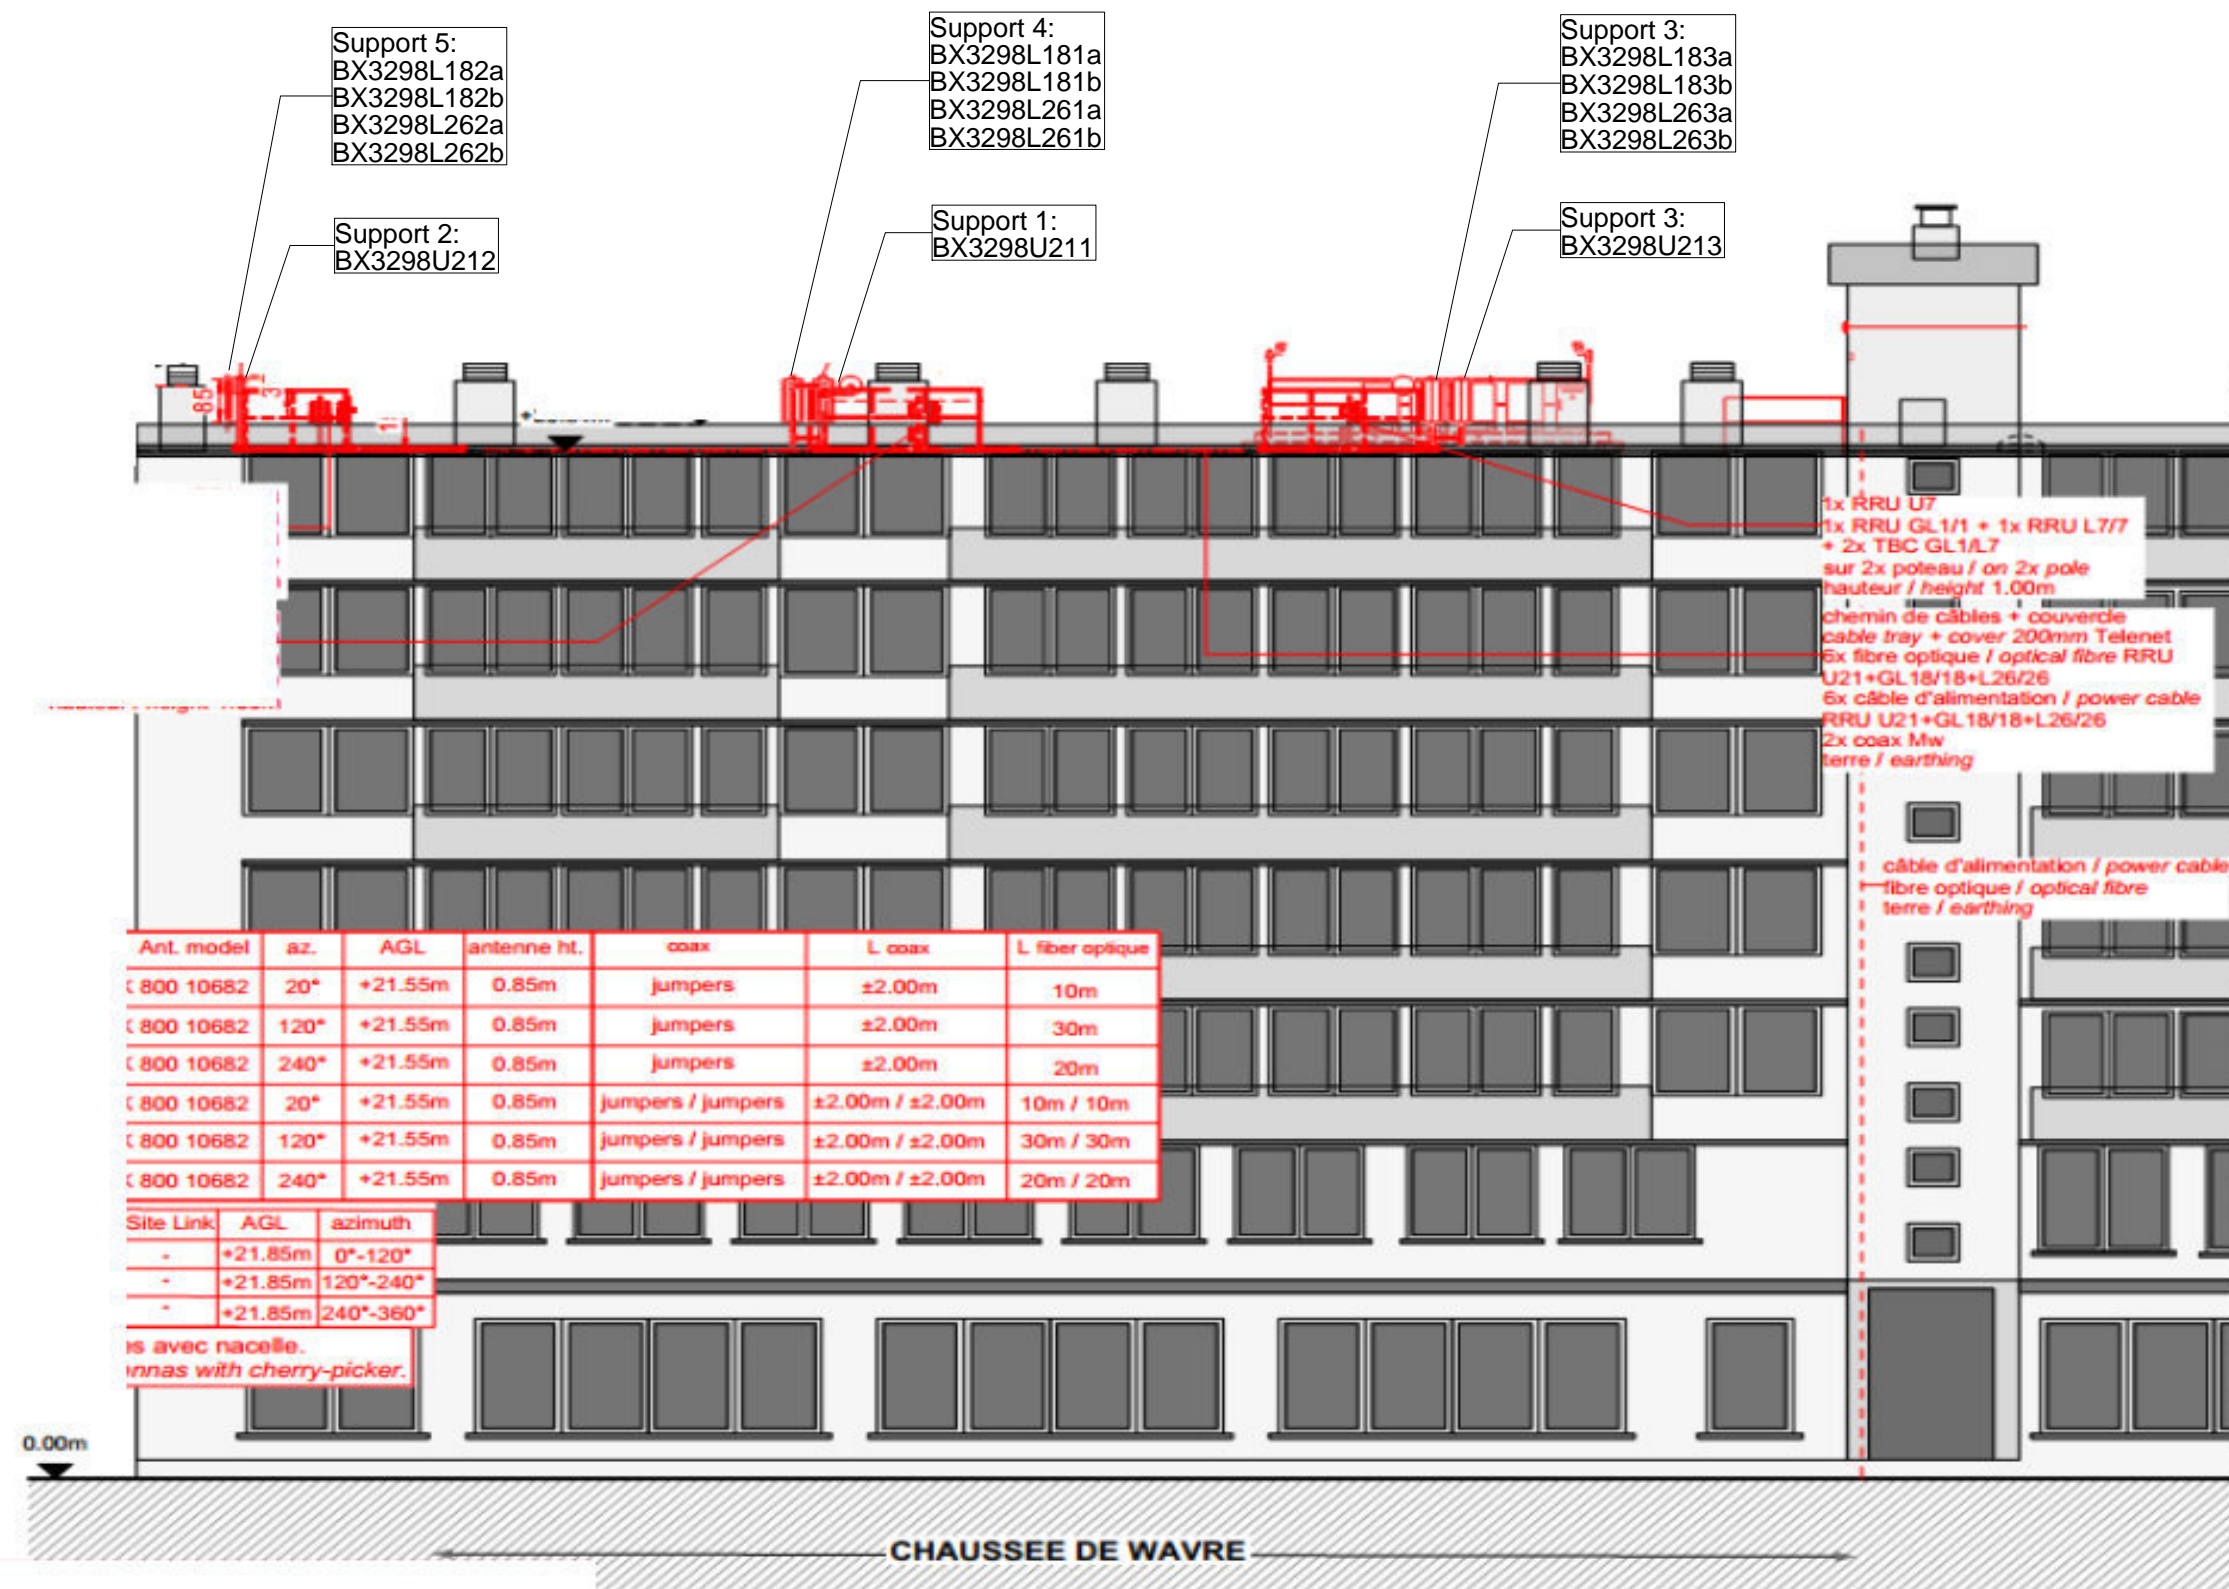 Support 5:
BX3298L182a
BX3298L182b
BX3298L262a
BX3298L262b
Support 4:
BX3298L181a
BX3298L181b
BX3298L261a
BX3298L261b
Support 3:
BX3298L183a
BX3298L183b
BX3298L263a
BX3298L263b
Support 2:
BX3298U212
Support 1:
BX3298U211
Support 3:
BX3298U213
85
1x RRU U7
1x RRU GL1/1 + 1x RRU L7/7
+ 2x TBC GL1/L7
sur 2x poteau / on 2x pole
hauteur / height 1.00m
chemin de câbles + couvercle
cable tray + cover 200mm Telenet
6x fibre optique / optical fibre RRU
U21+GL18/18+L26/26
6x câble d'alimentation / power cable
RRU U21+GL18/18+L26/26
2x coax Mw
terre / earthing
câble d'alimentation / power cable
fibre optique / optical fibre
terre / earthing
Ant. model az. AGL antenne ht. coax L coax L fiber optique
800 10682 20° +21.55m 0.85m jumpers ±2.00m 10m
800 10682 120° +21.55m 0.85m jumpers ±2.00m 30m
800 10682 240° +21.55m 0.85m jumpers ±2.00m 20m
800 10682 20° +21.55m 0.85m jumpers / jumpers ±2.00m / ±2.00m 10m / 10m
800 10682 120° +21.55m 0.85m jumpers / jumpers ±2.00m / ±2.00m 30m / 30m
800 10682 240° +21.55m 0.85m jumpers / jumpers ±2.00m / ±2.00m 20m / 20m
Site Link AGL azimuth
- +21.85m 0°-120°
- +21.85m 120°-240°
- +21.85m 240°-360°
es avec nacelle.
nnas with cherry-picker.
0.00m
CHAUSSEE DE WAVRE